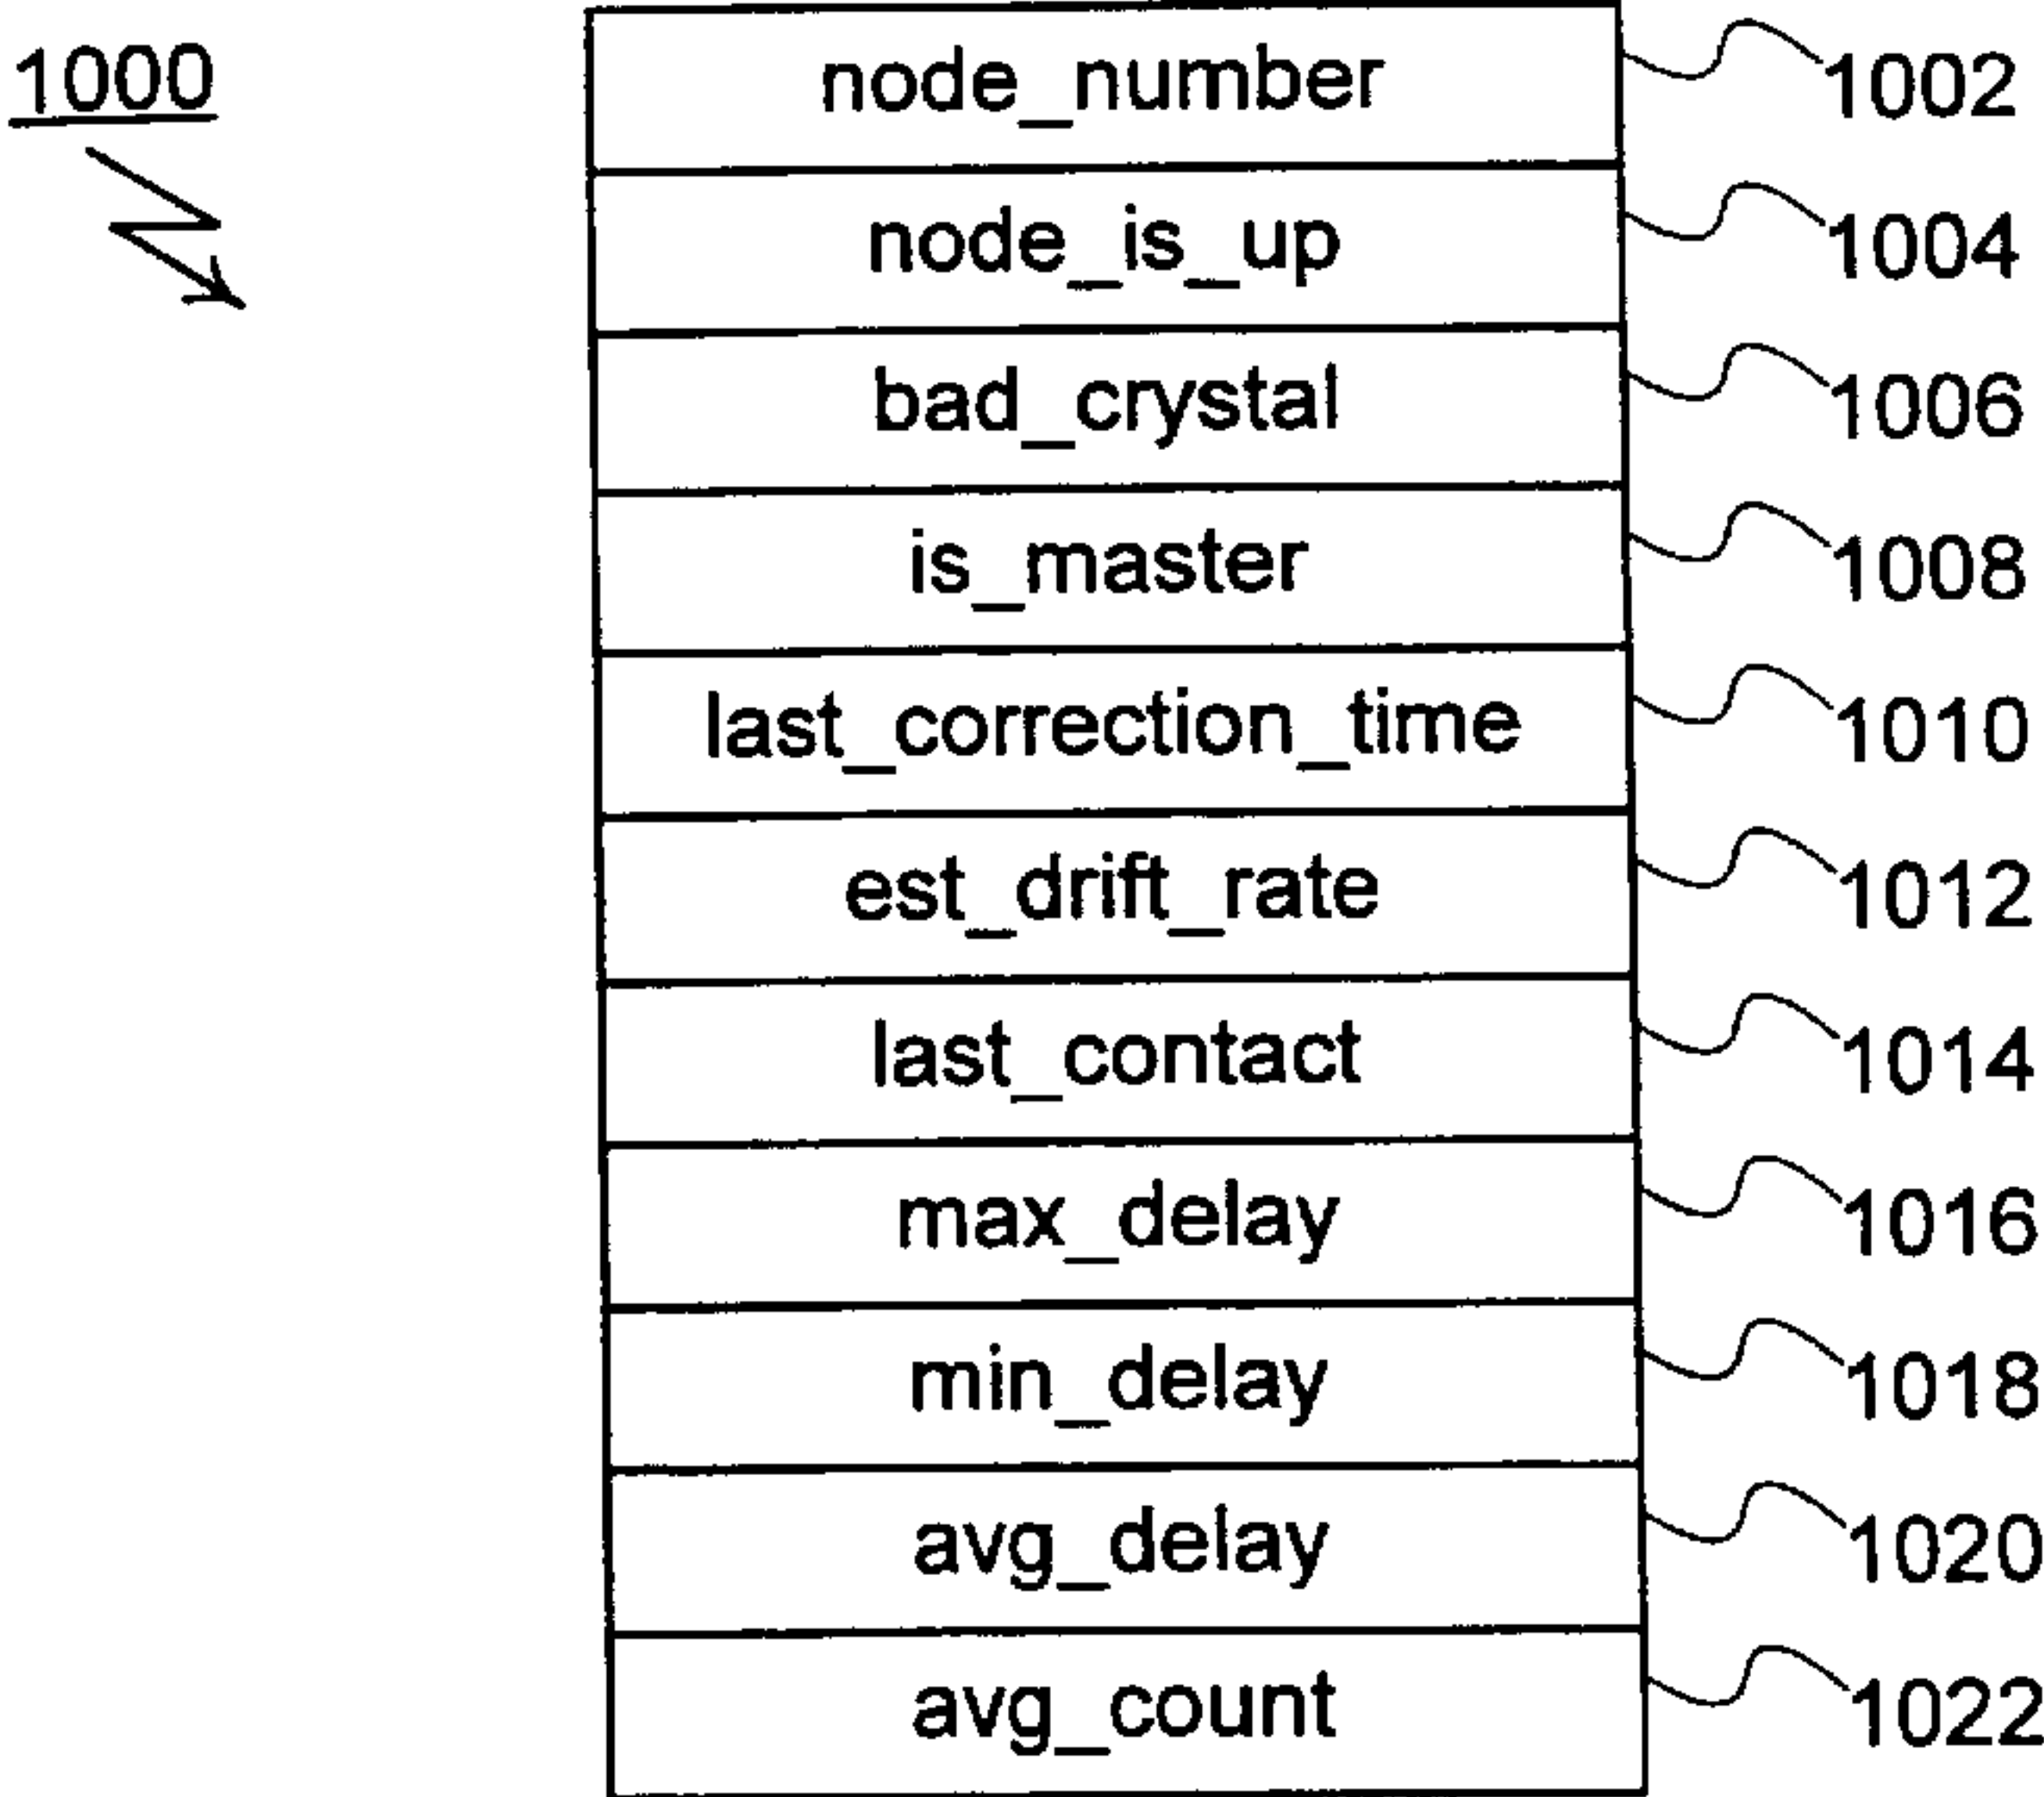 1000
node_number 1002
node_is_up 1004
bad_crystal 1006
is_master 1008
last_correction_time 1010
est_drift_rate 1012
last_contact 1014
max_delay 1016
min_delay 1018
avg_delay 1020
avg_count 1022